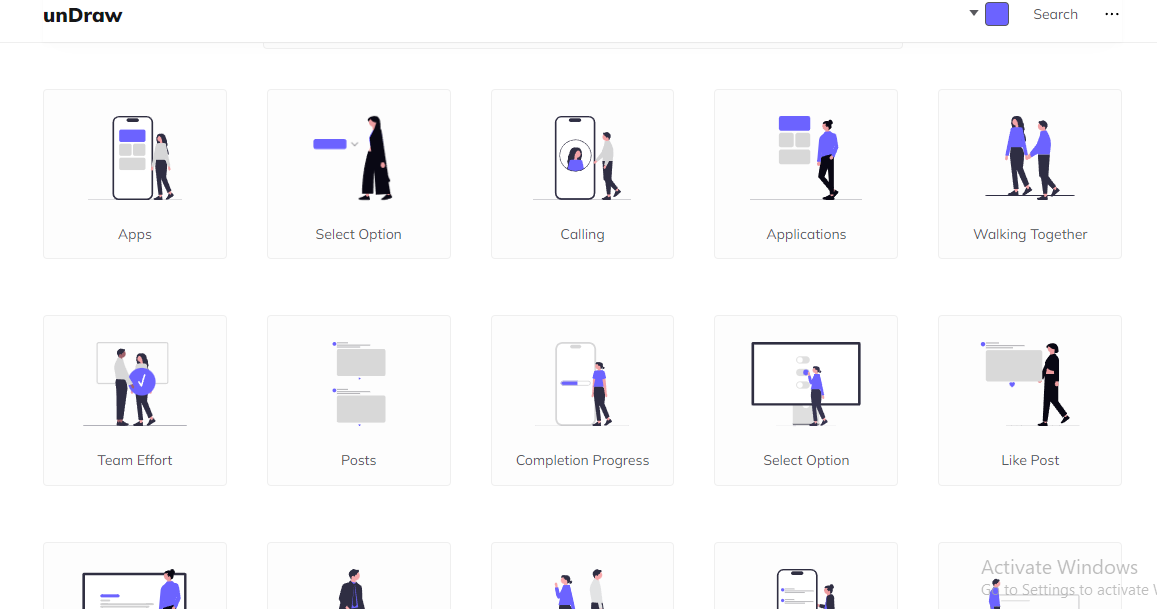 unDraw
Search
Apps
Select Option
Calling
Applications
Walking Together
Team Effort
Posts
Completion Progress
Select Option
Like Post
Activate Windows
Go to Settings to activate